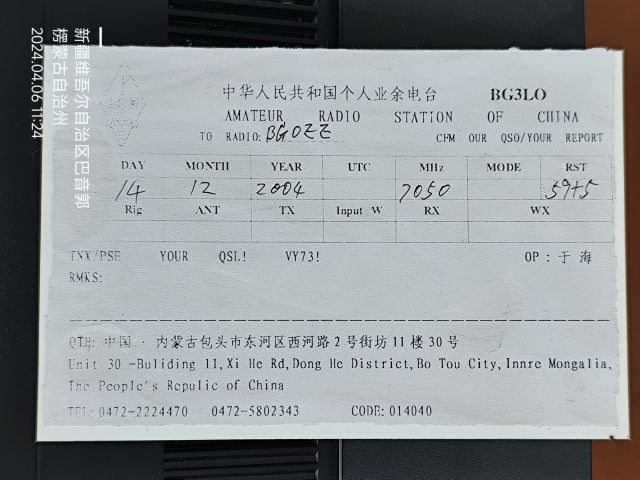 中华人民共和国个人业余电台 BG3LO
AMATEUR RADIO STATION OF CHINA
TO RADIO: BG0ZZ CFM OUR QSO/YOUR REPORT
DAY MONTH YEAR UTC MHz MODE RST
14 12 2004 7050 59+5
Rig ANT TX Input W RX WX
TNX/PSE YOUR QSL! VY73! OP:于海
RMKS:
QTH: 中国·内蒙古包头市东河区西河路2号街坊11楼30号
Unit 30 -Buliding 11,Xi He Rd,Dong He District,Bo Tou City,Innre Mongalia,
The People's Repulic of China
TEL: 0472-2224470 0472-5802343 CODE: 014040
新疆维吾尔自治区巴音郭
楞蒙古自治州
2024.04.06 11:24